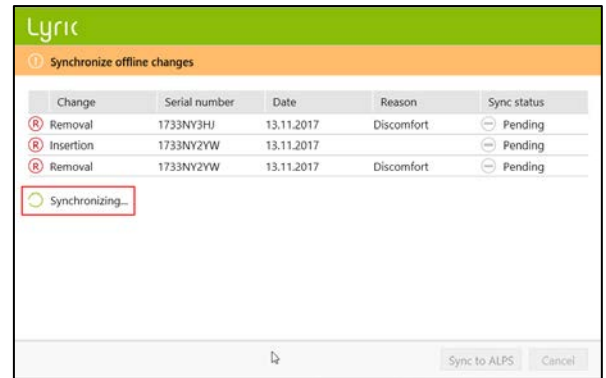 Lyric
Synchronize offline changes
Change Serial number Date Reason Sync status
R Removal 1733NY3HJ 13.11.2017 Discomfort Pending
R Insertion 1733NY2YW 13.11.2017 Pending
R Removal 1733NY2YW 13.11.2017 Discomfort Pending
Synchronizing...
Sync to ALPS Cancel